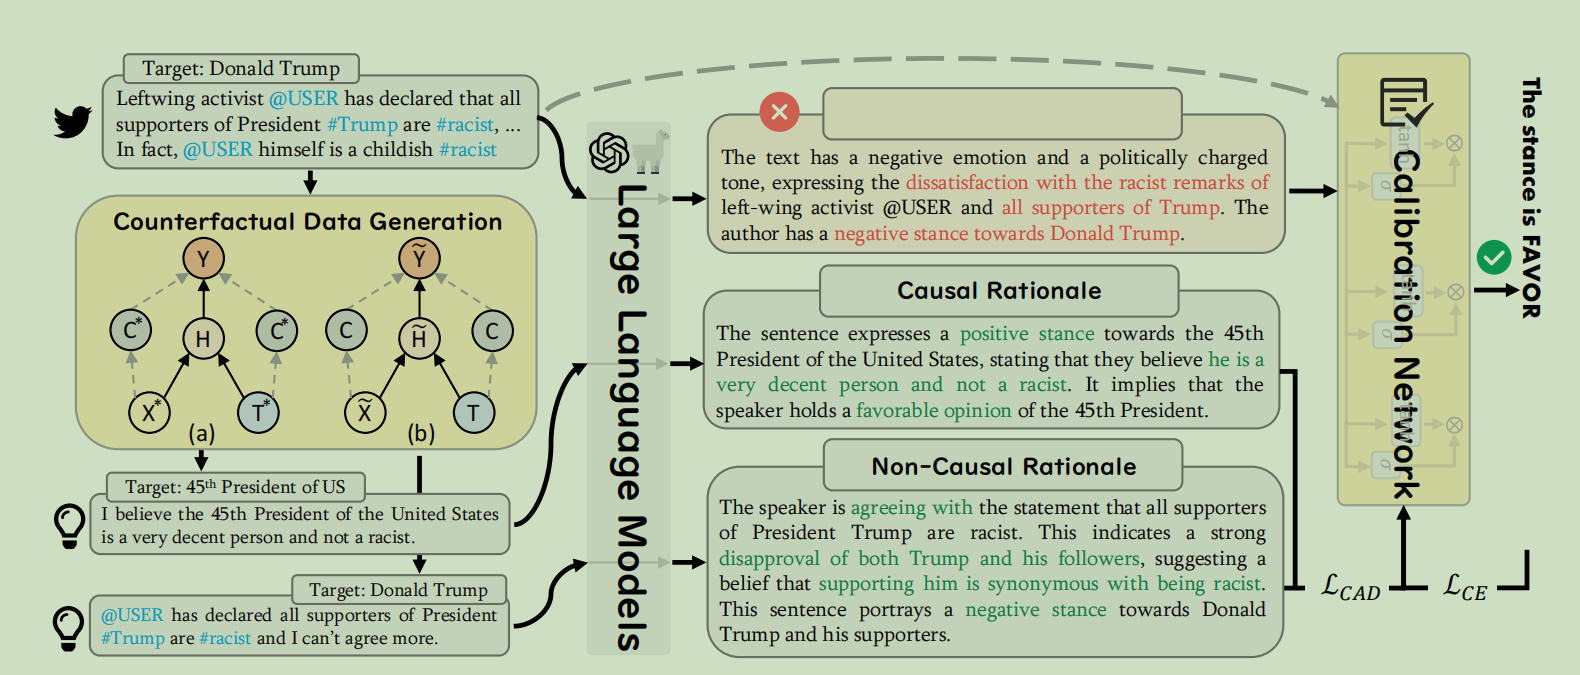 Target: Donald Trump
Leftwing activist @USER has declared that all
supporters of President #Trump are #racist, ...
In fact, @USER himself is a childish #racist
Counterfactual Data Generation
Y
Ỹ
C*
H
C*
C
H̃
C
X*
T*
X̃
T
(a)
(b)
Target: 45th President of US
I believe the 45th President of the United States
is a very decent person and not a racist.
Target: Donald Trump
@USER has declared all supporters of President
#Trump are #racist and I can't agree more.
Large Language Models
The text has a negative emotion and a politically charged
tone, expressing the dissatisfaction with the racist remarks of
left-wing activist @USER and all supporters of Trump. The
author has a negative stance towards Donald Trump.
Causal Rationale
The sentence expresses a positive stance towards the 45th
President of the United States, stating that they believe he is a
very decent person and not a racist. It implies that the
speaker holds a favorable opinion of the 45th President.
Non-Causal Rationale
The speaker is agreeing with the statement that all supporters
of President Trump are racist. This indicates a strong
disapproval of both Trump and his followers, suggesting a
belief that supporting him is synonymous with being racist.
This sentence portrays a negative stance towards Donald
Trump and his supporters.
Calibration Network
σ
σ
σ
ℒCAD
ℒCE
The stance is FAVOR